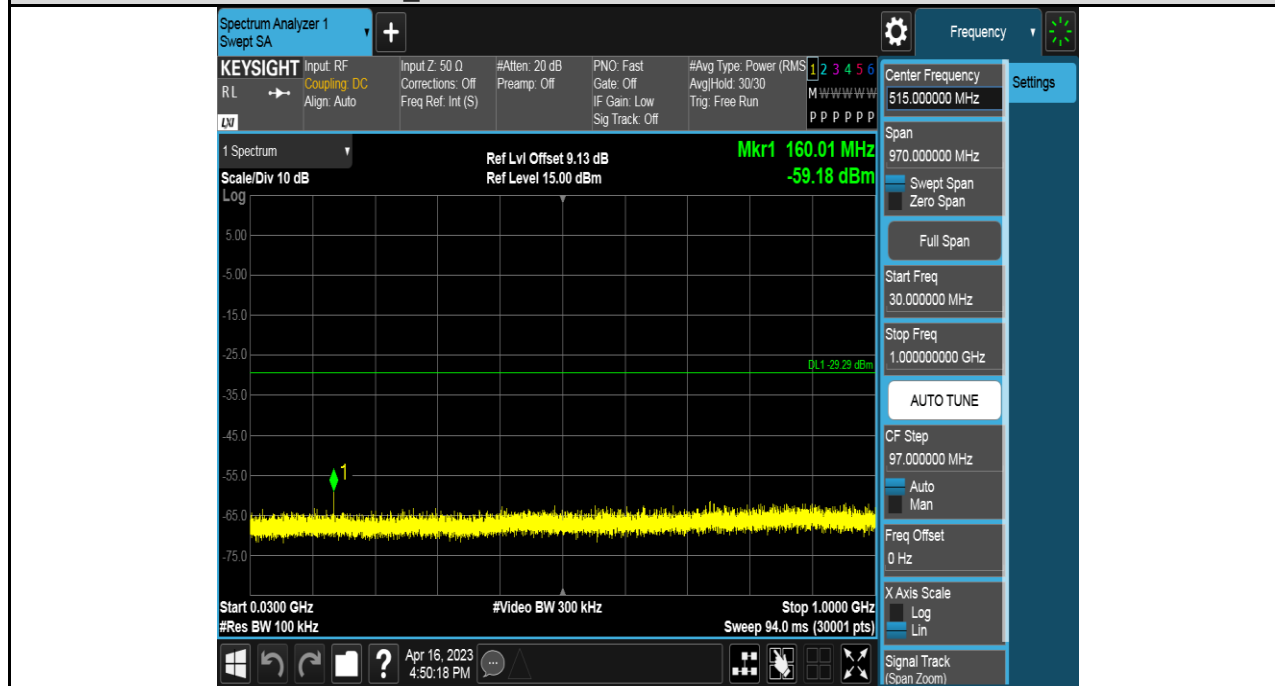 Spectrum Analyzer 1
Swept SA
Frequency
KEYSIGHT
RL
LXI
Input: RF
Coupling: DC
Align: Auto
Input Z: 50 Ω
Corrections: Off
Freq Ref: Int (S)
#Atten: 20 dB
Preamp: Off
PNO: Fast
Gate: Off
IF Gain: Low
Sig Track: Off
#Avg Type: Power (RMS
Avg|Hold: 30/30
Trig: Free Run
1 2 3 4 5 6
M W W W W W
P P P P P P
Settings
1 Spectrum
Scale/Div 10 dB
Ref Lvl Offset 9.13 dB
Ref Level 15.00 dBm
Mkr1 160.01 MHz
-59.18 dBm
Log
5.00
-5.00
-15.0
-25.0
-35.0
-45.0
-55.0
-65.0
-75.0
DL1 -29.29 dBm
1
Start 0.0300 GHz
#Res BW 100 kHz
#Video BW 300 kHz
Stop 1.0000 GHz
Sweep 94.0 ms (30001 pts)
Center Frequency
515.000000 MHz
Span
970.000000 MHz
Swept Span
Zero Span
Full Span
Start Freq
30.000000 MHz
Stop Freq
1.000000000 GHz
AUTO TUNE
CF Step
97.000000 MHz
Auto
Man
Freq Offset
0 Hz
X Axis Scale
Log
Lin
Signal Track
(Span Zoom)
?
Apr 16, 2023
4:50:18 PM